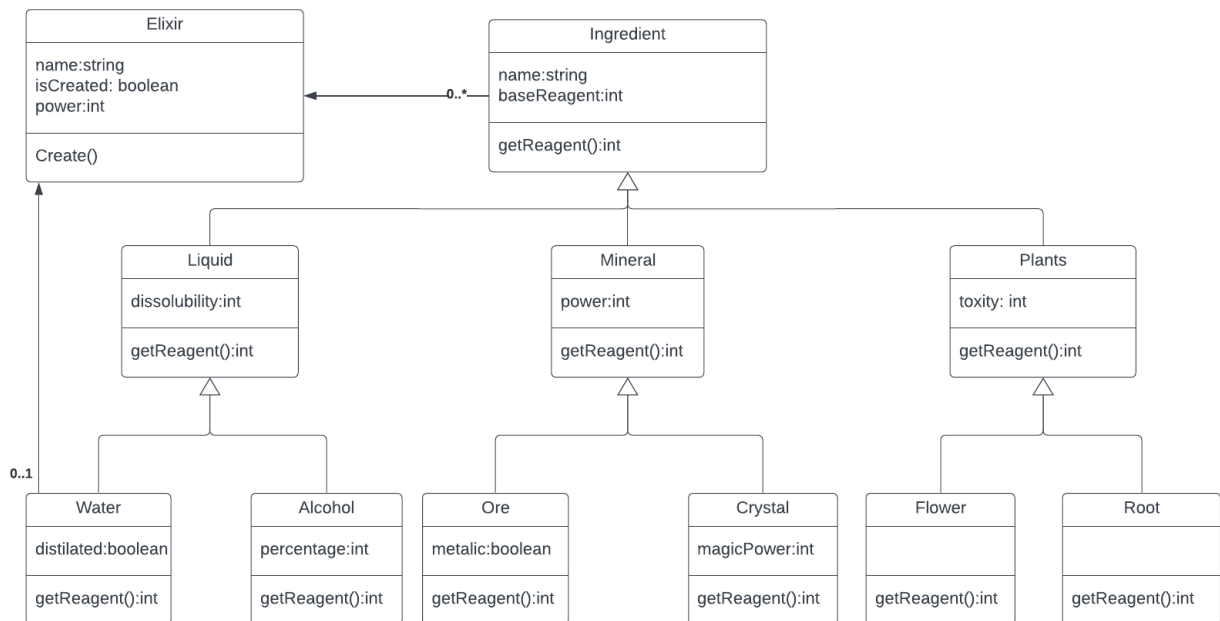 Elixir
name:string
isCreated: boolean
power:int
Create()
0..*
Ingredient
name:string
baseReagent:int
getReagent():int
Liquid
dissolubility:int
getReagent():int
Mineral
power:int
getReagent():int
Plants
toxity: int
getReagent():int
0..1
Water
distilated:boolean
getReagent():int
Alcohol
percentage:int
getReagent():int
Ore
metalic:boolean
getReagent():int
Crystal
magicPower:int
getReagent():int
Flower
getReagent():int
Root
getReagent():int